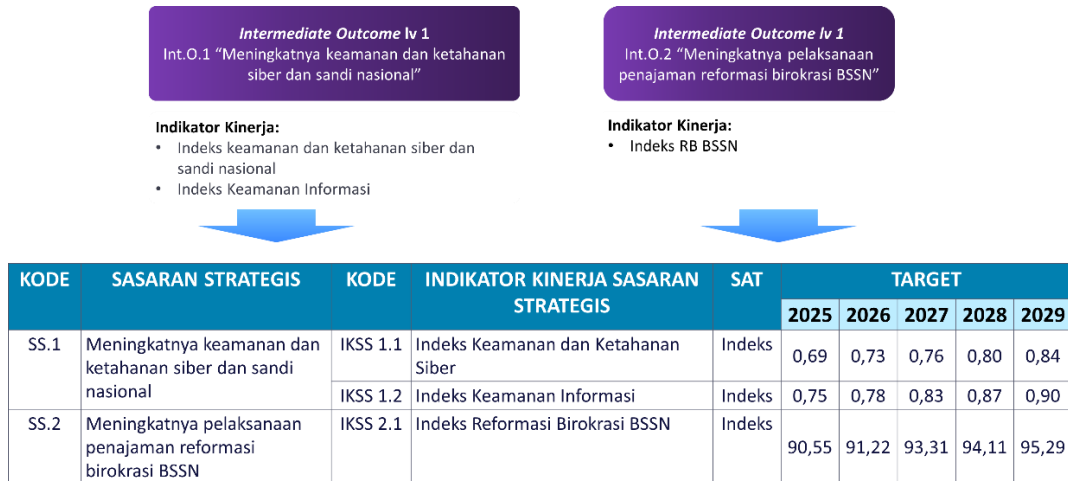 Intermediate Outcome lv 1
Int.O.1 “Meningkatnya keamanan dan ketahanan
siber dan sandi nasional”
Intermediate Outcome lv 1
Int.O.2 “Meningkatnya pelaksanaan
penajaman reformasi birokrasi BSSN”
Indikator Kinerja:
• Indeks keamanan dan ketahanan siber dan
sandi nasional
• Indeks Keamanan Informasi
Indikator Kinerja:
• Indeks RB BSSN
KODE SASARAN STRATEGIS KODE INDIKATOR KINERJA SASARAN STRATEGIS SAT TARGET
2025 2026 2027 2028 2029
SS.1 Meningkatnya keamanan dan
ketahanan siber dan sandi
nasional
IKSS 1.1 Indeks Keamanan dan Ketahanan
Siber
Indeks 0,69 0,73 0,76 0,80 0,84
IKSS 1.2 Indeks Keamanan Informasi Indeks 0,75 0,78 0,83 0,87 0,90
SS.2 Meningkatnya pelaksanaan
penajaman reformasi
birokrasi BSSN
IKSS 2.1 Indeks Reformasi Birokrasi BSSN Indeks 90,55 91,22 93,31 94,11 95,29